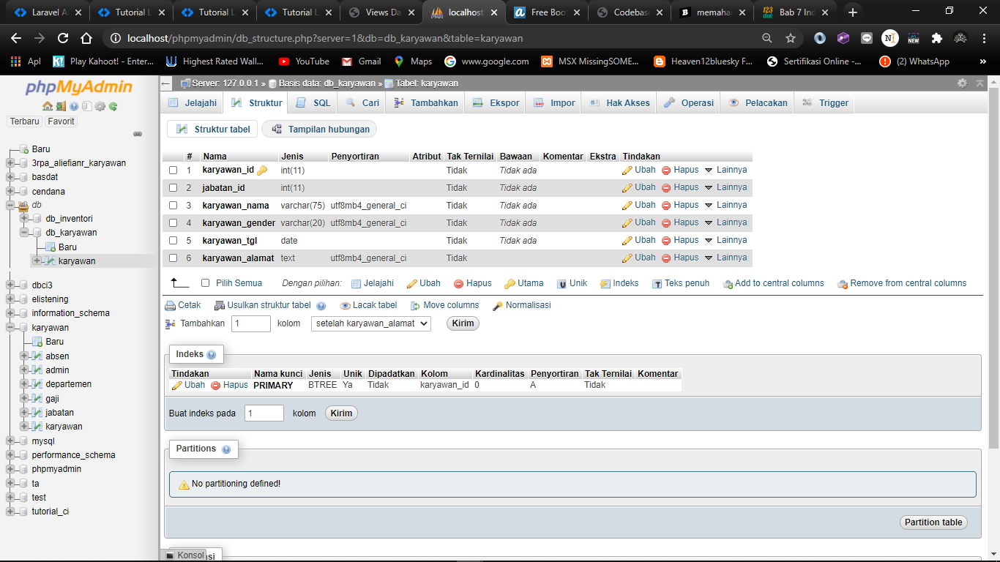 Laravel A Tutorial L Tutorial L Tutorial L Views Da localhost Free Boo Codebase memahar Bab 7 Ind
localhost/phpmyadmin/db_structure.php?server=1&db=db_karyawan&table=karyawan
Apl Play Kahoot! - Enter... Highest Rated Wall... YouTube Gmail Maps www.google.com MSX MissingSOME... Heaven12bluesky F... Sertifikasi Online -... (2) WhatsApp »
phpMyAdmin
Terbaru Favorit
Baru
3rpa_aliefianr_karyawan
basdat
cendana
db
db_inventori
db_karyawan
Baru
karyawan
dbci3
elistening
information_schema
karyawan
Baru
absen
admin
departemen
gaji
jabatan
karyawan
mysql
performance_schema
phpmyadmin
ta
test
tutorial_ci
Server: 127.0.0.1 » Basis data: db_karyawan » Tabel: karyawan
Jelajahi Struktur SQL Cari Tambahkan Ekspor Impor Hak Akses Operasi Pelacakan Trigger
Struktur tabel Tampilan hubungan
# Nama Jenis Penyortiran Atribut Tak Ternilai Bawaan Komentar Ekstra Tindakan
1 karyawan_id int(11) Tidak Tidak ada Ubah Hapus Lainnya
2 jabatan_id int(11) Tidak Tidak ada Ubah Hapus Lainnya
3 karyawan_nama varchar(75) utf8mb4_general_ci Tidak Tidak ada Ubah Hapus Lainnya
4 karyawan_gender varchar(20) utf8mb4_general_ci Tidak Tidak ada Ubah Hapus Lainnya
5 karyawan_tgl date Tidak Tidak ada Ubah Hapus Lainnya
6 karyawan_alamat text utf8mb4_general_ci Tidak Ubah Hapus Lainnya
Pilih Semua Dengan pilihan: Jelajahi Ubah Hapus Utama Unik Indeks Teks penuh Add to central columns Remove from central columns
Cetak Usulkan struktur tabel Lacak tabel Move columns Normalisasi
Tambahkan 1 kolom setelah karyawan_alamat Kirim
Indeks
Tindakan Nama kunci Jenis Unik Dipadatkan Kolom Kardinalitas Penyortiran Tak Ternilai Komentar
Ubah Hapus PRIMARY BTREE Ya Tidak karyawan_id 0 A Tidak
Buat indeks pada 1 kolom Kirim
Partitions
No partitioning defined!
Partition table
Konsol